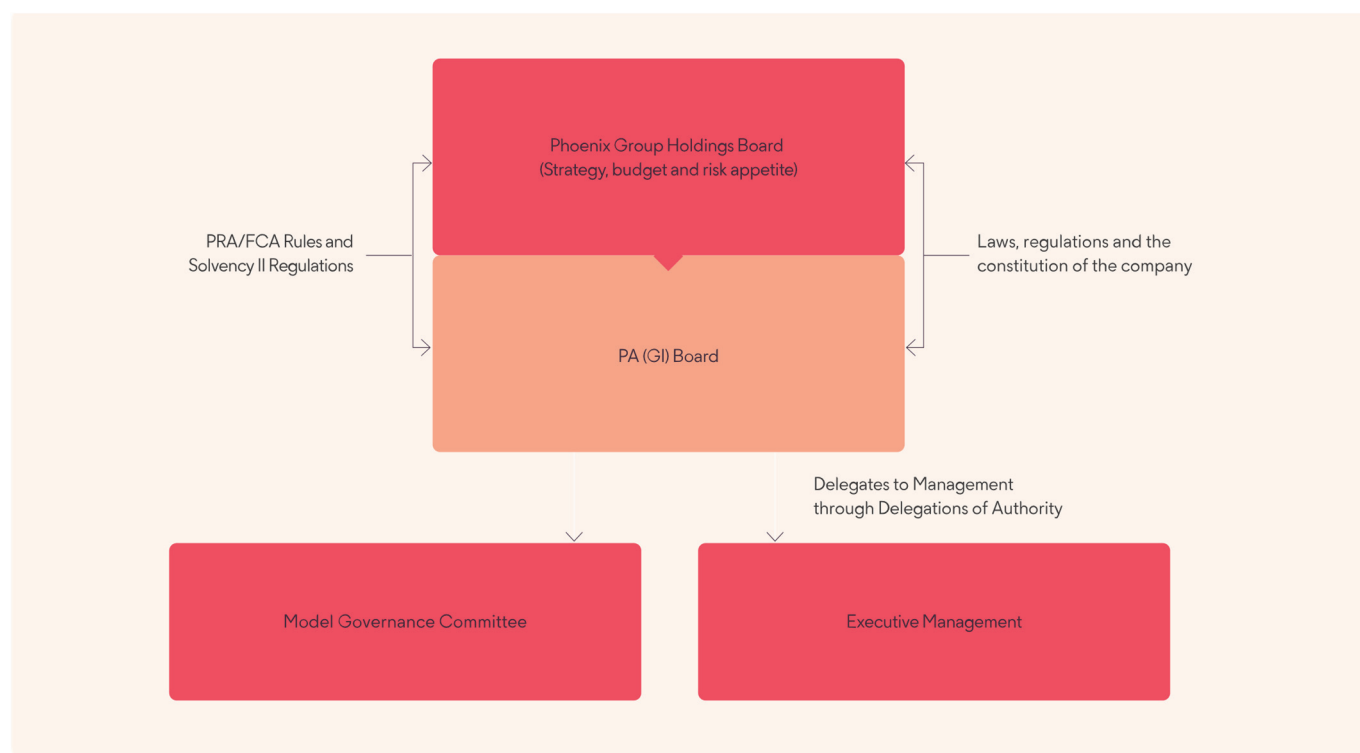 Phoenix Group Holdings Board
(Strategy, budget and risk appetite)
PRA/FCA Rules and
Solvency II Regulations
Laws, regulations and the
constitution of the company
PA (GI) Board
Delegates to Management
through Delegations of Authority
Model Governance Committee
Executive Management